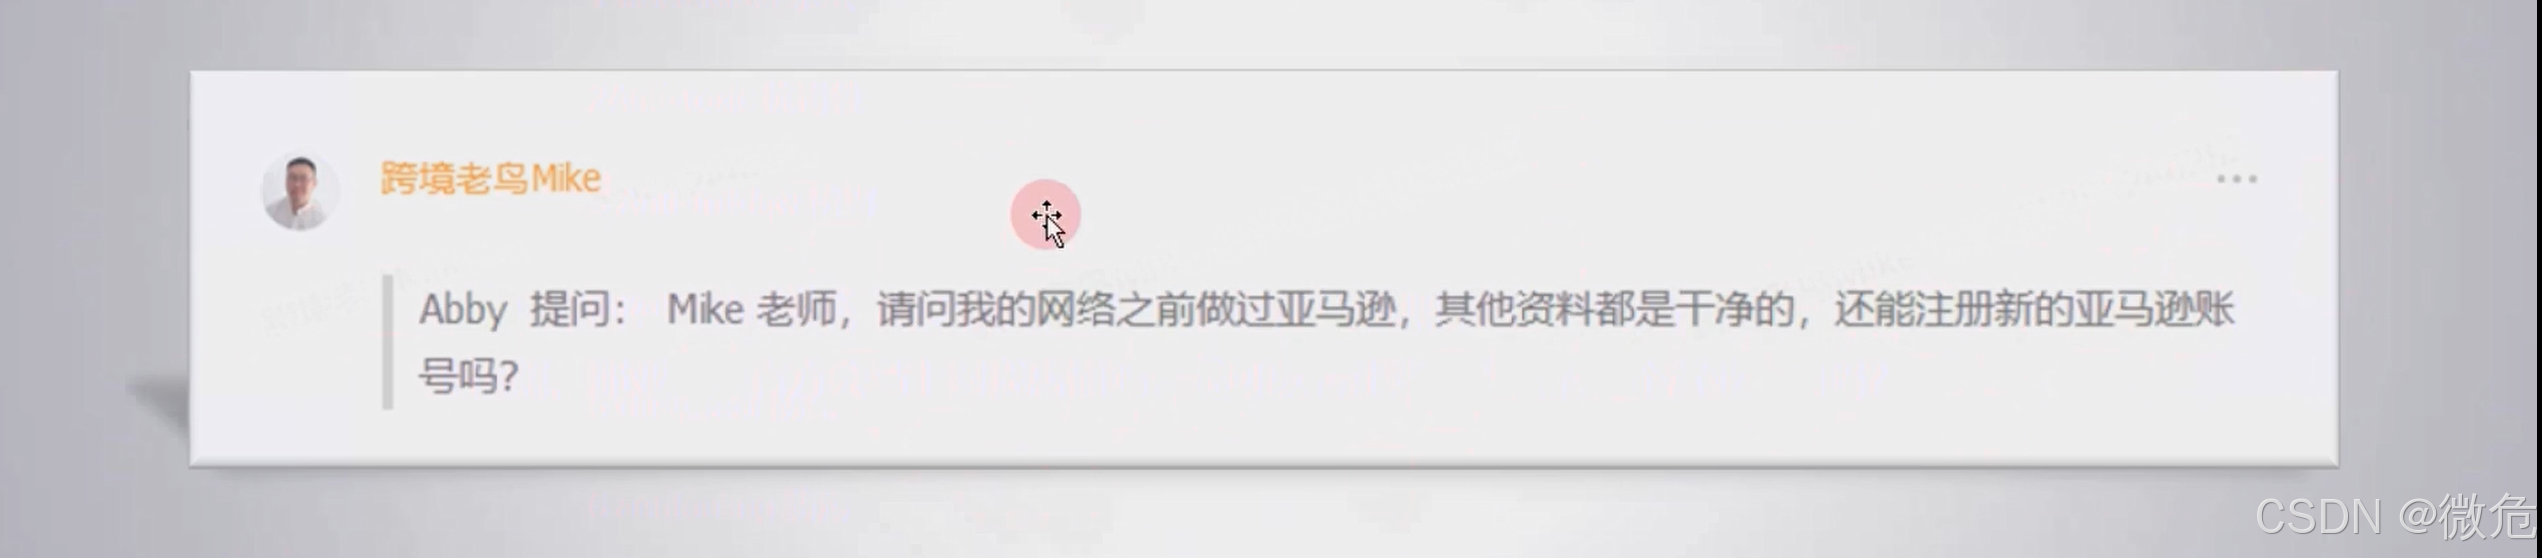 跨境老鸟Mike
Abby 提问： Mike 老师，请问我的网络之前做过亚马逊，其他资料都是干净的，还能注册新的亚马逊账
号吗？
CSDN @微危